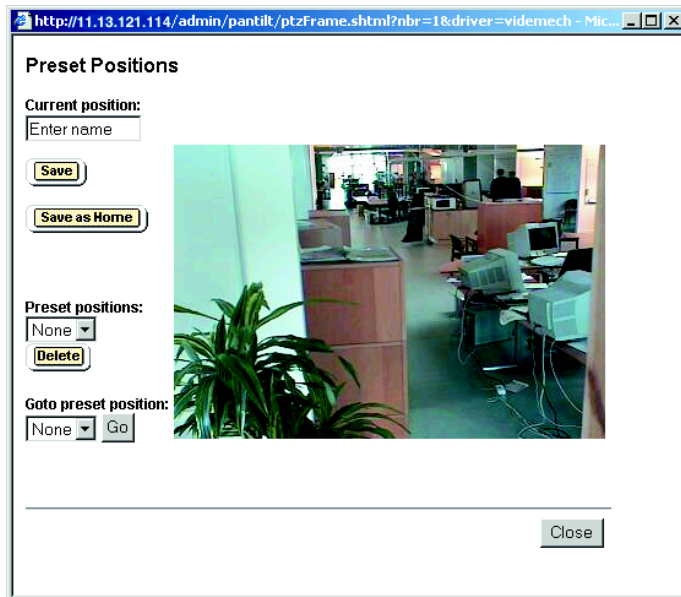 http://11.13.121.114/admin/pantilt/ptzFrame.shtml?nbr=1&driver=videmech - Mic...
Preset Positions
Current position:
Enter name
Save
Save as Home
Preset positions:
None
Delete
Goto preset position:
None Go
Close